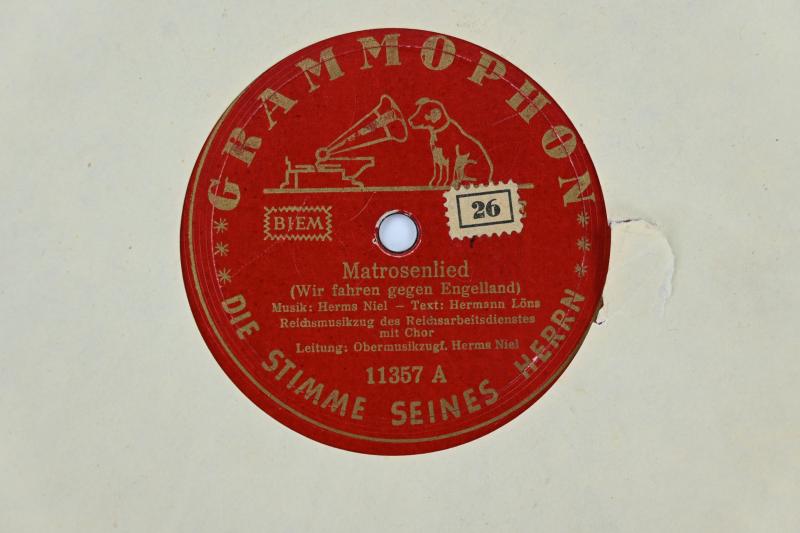 GRAMMOPHON
BIEM
26
Matrosenlied
(Wir fahren gegen Engelland)
Musik: Herms Niel – Text: Hermann Löns
Reichsmusikzug des Reichsarbeitsdienstes
mit Chor
Leitung: Obermusikzugf. Herms Niel
11357 A
DIE STIMME SEINES HERRN